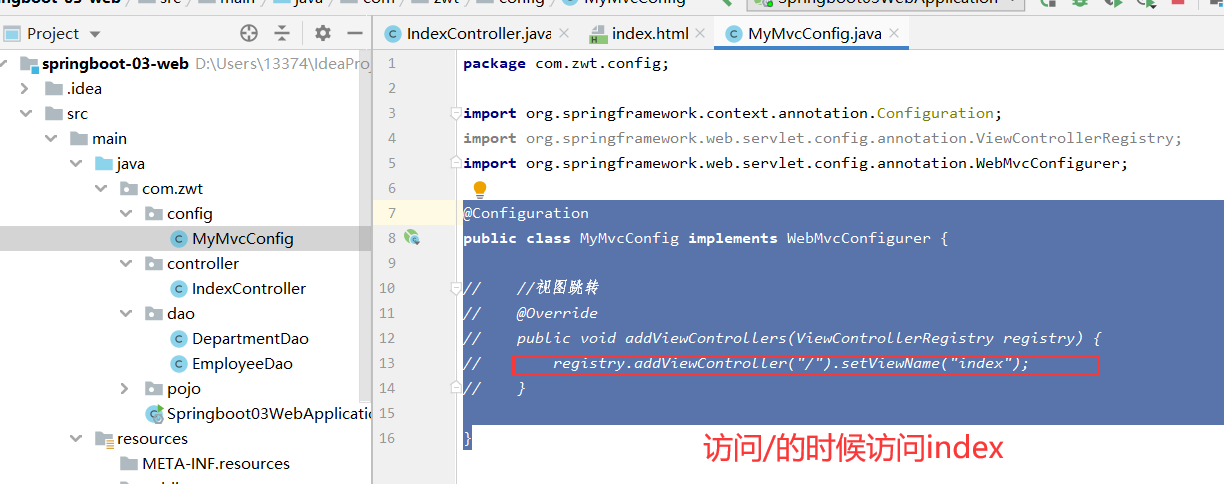 src main java com zwt config MyMvcConfig Springboot03WebApplication
Project
IndexController.java index.html MyMvcConfig.java
springboot-03-web D:\Users\13374\IdeaProj
.idea
src
main
java
com.zwt
config
MyMvcConfig
controller
IndexController
dao
DepartmentDao
EmployeeDao
pojo
Springboot03WebApplicatio
resources
META-INF.resources
1 package com.zwt.config;
2
3 import org.springframework.context.annotation.Configuration;
4 import org.springframework.web.servlet.config.annotation.ViewControllerRegistry;
5 import org.springframework.web.servlet.config.annotation.WebMvcConfigurer;
6
7 @Configuration
8 public class MyMvcConfig implements WebMvcConfigurer {
9
10 // //视图跳转
11 // @Override
12 // public void addViewControllers(ViewControllerRegistry registry) {
13 // registry.addViewController("/").setViewName("index");
14 // }
15
16 }
访问/的时候访问index